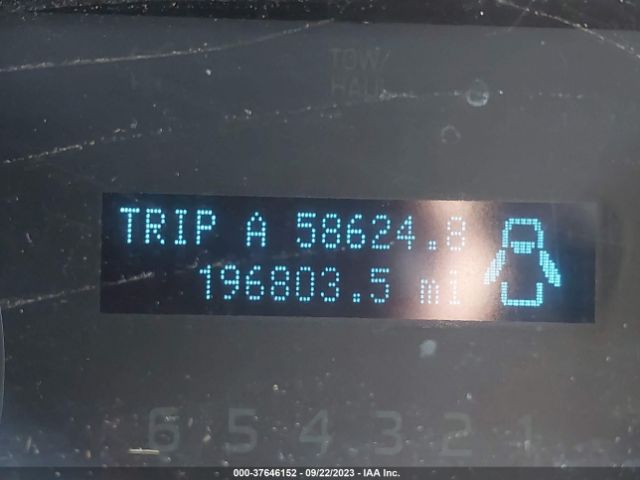 TOW/
HAUL
TRIP A 58624.8
196803.5 mi
6 5 4 3 2 1
000-37646152 - 09/22/2023 - IAA Inc.